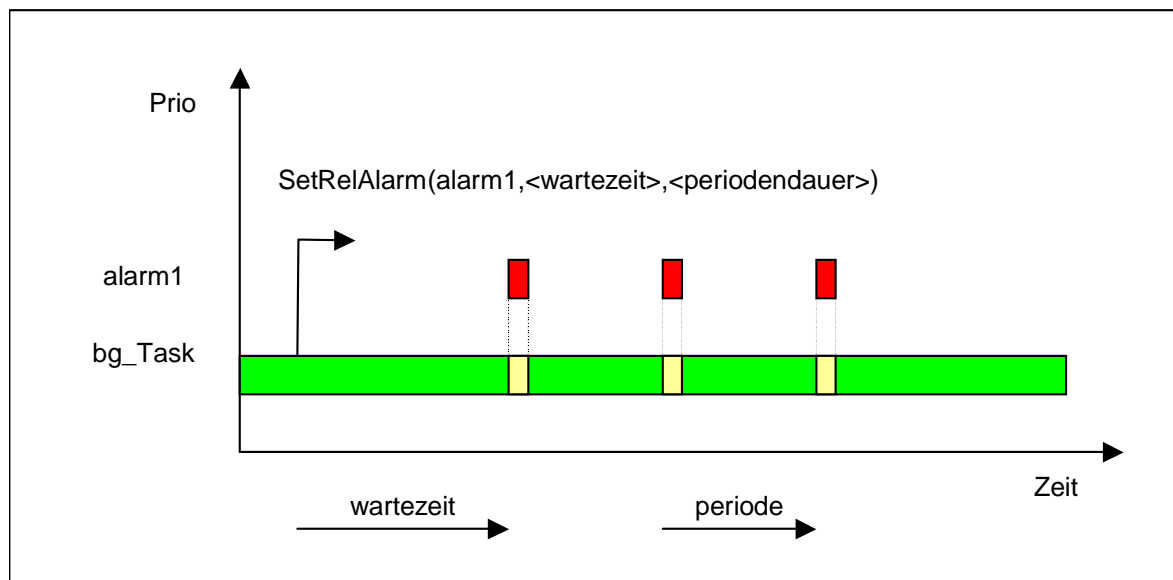 Prio
SetRelAlarm(alarm1,<wartezeit>,<periodendauer>)
alarm1
bg_Task
Zeit
wartezeit
periode